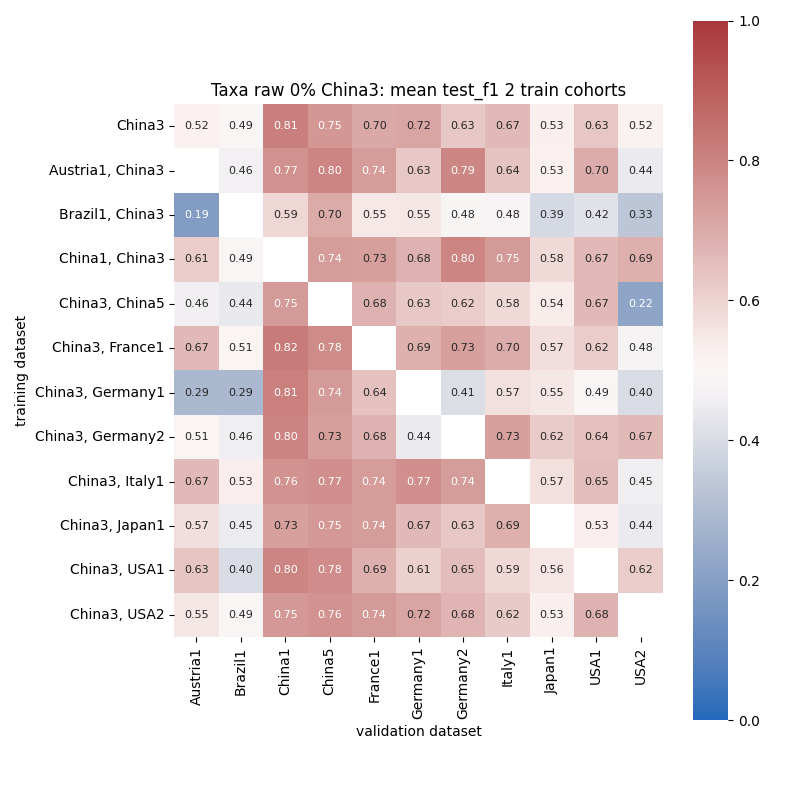 Taxa raw 0% China3: mean test_f1 2 train cohorts
China3 0.52 0.49 0.81 0.75 0.70 0.72 0.63 0.67 0.53 0.63 0.52
Austria1, China3 0.46 0.77 0.80 0.74 0.63 0.79 0.64 0.53 0.70 0.44
Brazil1, China3 0.19 0.59 0.70 0.55 0.55 0.48 0.48 0.39 0.42 0.33
China1, China3 0.61 0.49 0.74 0.73 0.68 0.80 0.75 0.58 0.67 0.69
China3, China5 0.46 0.44 0.75 0.68 0.63 0.62 0.58 0.54 0.67 0.22
China3, France1 0.67 0.51 0.82 0.78 0.69 0.73 0.70 0.57 0.62 0.48
China3, Germany1 0.29 0.29 0.81 0.74 0.64 0.41 0.57 0.55 0.49 0.40
China3, Germany2 0.51 0.46 0.80 0.73 0.68 0.44 0.73 0.62 0.64 0.67
China3, Italy1 0.67 0.53 0.76 0.77 0.74 0.77 0.74 0.57 0.65 0.45
China3, Japan1 0.57 0.45 0.73 0.75 0.74 0.67 0.63 0.69 0.53 0.44
China3, USA1 0.63 0.40 0.80 0.78 0.69 0.61 0.65 0.59 0.56 0.62
China3, USA2 0.55 0.49 0.75 0.76 0.74 0.72 0.68 0.62 0.53 0.68
Austria1 Brazil1 China1 China5 France1 Germany1 Germany2 Italy1 Japan1 USA1 USA2
validation dataset
training dataset
1.0
0.8
0.6
0.4
0.2
0.0